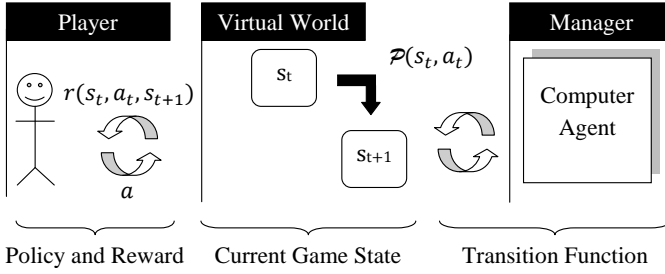 Player
Virtual World
Manager
r(s_t, a_t, s_{t+1})
a
s_t
𝒫(s_t, a_t)
s_{t+1}
Computer
Agent
Policy and Reward
Current Game State
Transition Function